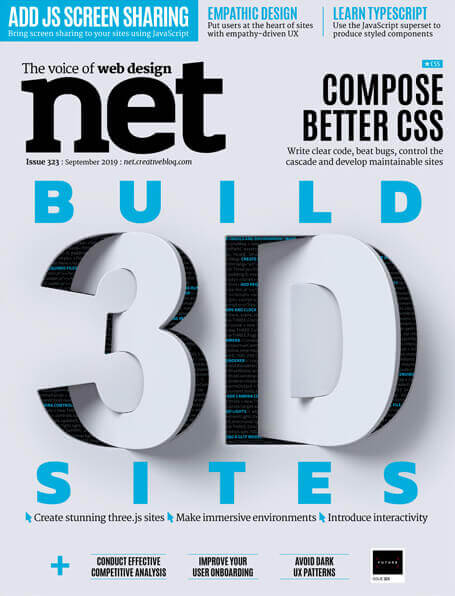 ADD JS SCREEN SHARING
Bring screen sharing to your sites using JavaScript
EMPATHIC DESIGN
Put users at the heart of sites
with empathy-driven UX
LEARN TYPESCRIPT
Use the JavaScript superset to
produce styled components
The voice of web design
net
Issue 323 : September 2019 : net.creativebloq.com
★ CSS
COMPOSE
BETTER CSS
Write clear code, beat bugs, control the
cascade and develop maintainable sites
BUILD
3D
SITES
Create stunning three.js sites Make immersive environments Introduce interactivity
+
CONDUCT EFFECTIVE
COMPETITIVE ANALYSIS
IMPROVE YOUR
USER ONBOARDING
AVOID DARK
UX PATTERNS
FUTURE
ISSUE 323